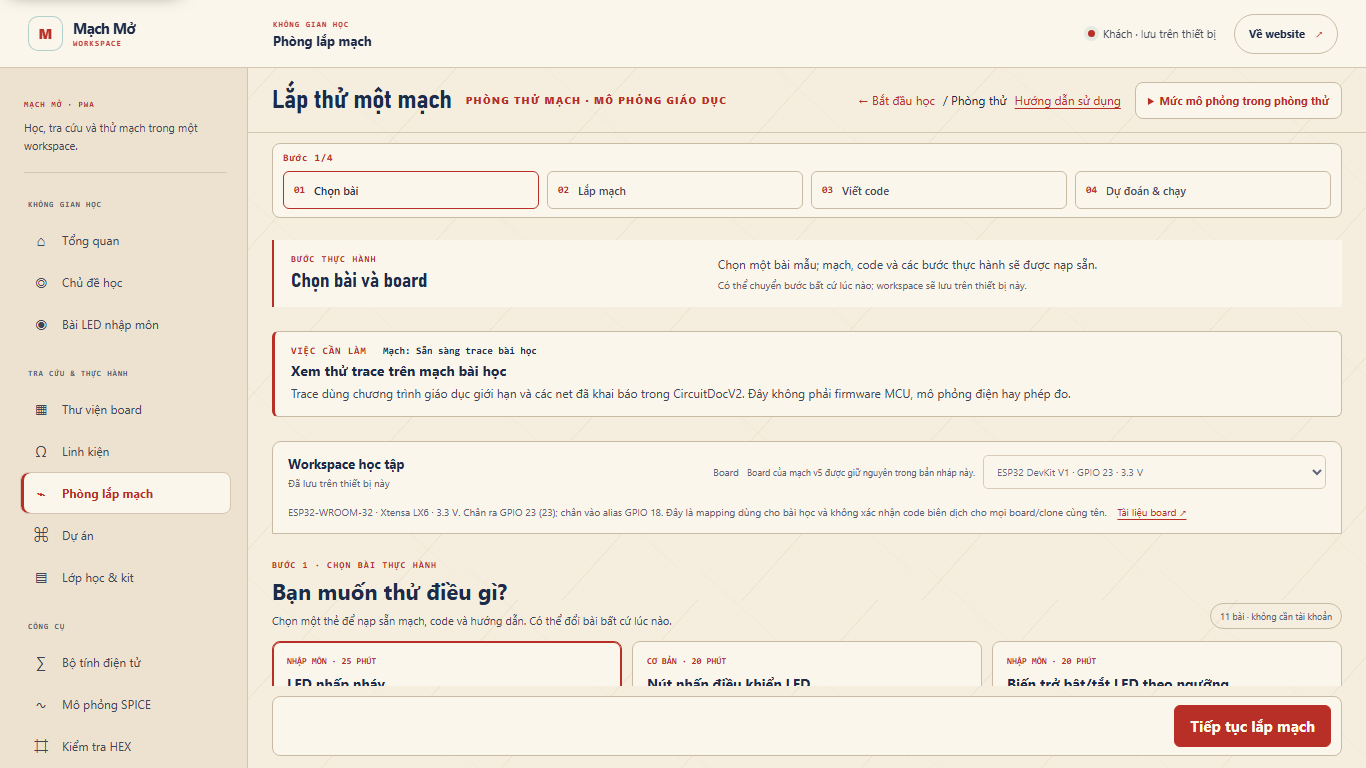 M
Mạch Mở
WORKSPACE
KHÔNG GIAN HỌC
Phòng lắp mạch
Khách · lưu trên thiết bị
Về website ↗
MẠCH MỞ · PWA
Học, tra cứu và thử mạch trong một
workspace.
KHÔNG GIAN HỌC
Tổng quan
Chủ đề học
Bài LED nhập môn
TRA CỨU & THỰC HÀNH
Thư viện board
Linh kiện
Phòng lắp mạch
Dự án
Lớp học & kit
CÔNG CỤ
Bộ tính điện tử
Mô phỏng SPICE
Kiểm tra HEX
Lắp thử một mạch
PHÒNG THỬ MẠCH · MÔ PHỎNG GIÁO DỤC
← Bắt đầu học / Phòng thử Hướng dẫn sử dụng
▶ Mức mô phỏng trong phòng thử
Bước 1/4
01 Chọn bài
02 Lắp mạch
03 Viết code
04 Dự đoán & chạy
BƯỚC THỰC HÀNH
Chọn bài và board
Chọn một bài mẫu; mạch, code và các bước thực hành sẽ được nạp sẵn.
Có thể chuyển bước bất cứ lúc nào; workspace sẽ lưu trên thiết bị này.
VIỆC CẦN LÀM Mạch: Sẵn sàng trace bài học
Xem thử trace trên mạch bài học
Trace dùng chương trình giáo dục giới hạn và các net đã khai báo trong CircuitDocV2. Đây không phải firmware MCU, mô phỏng điện hay phép đo.
Workspace học tập
Đã lưu trên thiết bị này
Board Board của mạch v5 được giữ nguyên trong bản nháp này.
ESP32 DevKit V1 · GPIO 23 · 3.3 V
ESP32-WROOM-32 · Xtensa LX6 · 3.3 V. Chân ra GPIO 23 (23); chân vào alias GPIO 18. Đây là mapping dùng cho bài học và không xác nhận code biên dịch cho mọi board/clone cùng tên. Tài liệu board ↗
BƯỚC 1 · CHỌN BÀI THỰC HÀNH
Bạn muốn thử điều gì?
Chọn một thẻ để nạp sẵn mạch, code và hướng dẫn. Có thể đổi bài bất cứ lúc nào.
11 bài · không cần tài khoản
NHẬP MÔN · 25 PHÚT
LED nhấp nháy
CƠ BẢN · 20 PHÚT
Nút nhấn điều khiển LED
NHẬP MÔN · 20 PHÚT
Biến trở bật/tắt LED theo ngưỡng
Tiếp tục lắp mạch